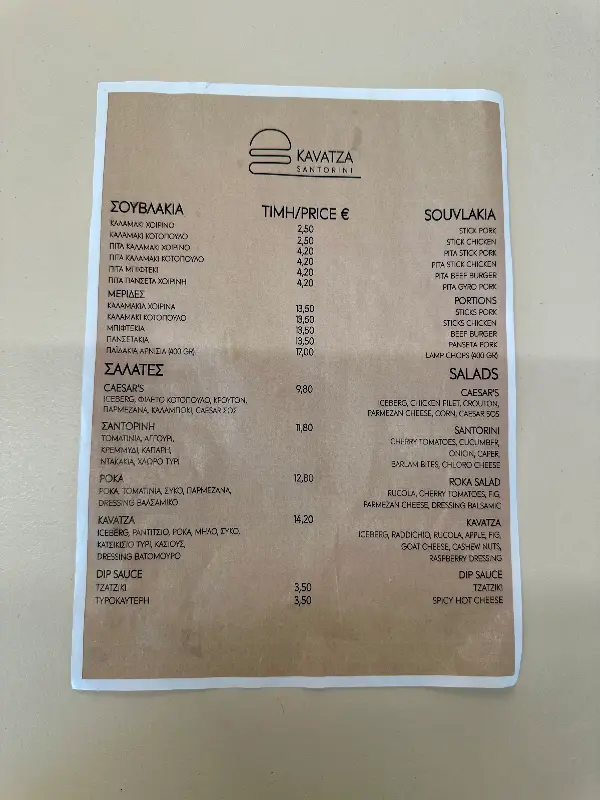 KAVATZA
SANTORINI
ΣΟΥΒΛΑΚΙΑ ΤΙΜΗ/PRICE € SOUVLAKIA
ΚΑΛΑΜΑΚΙ ΧΟΙΡΙΝΟ 2,50 STICK PORK
ΚΑΛΑΜΑΚΙ ΚΟΤΟΠΟΥΛΟ 2,50 STICK CHICKEN
ΠΙΤΑ ΚΑΛΑΜΑΚΙ ΧΟΙΡΙΝΟ 4,20 PITA STICK PORK
ΠΙΤΑ ΚΑΛΑΜΑΚΙ ΚΟΤΟΠΟΥΛΟ 4,20 PITA STICK CHICKEN
ΠΙΤΑ ΜΠΙΦΤΕΚΙ 4,20 PITA BEEF BURGER
ΠΙΤΑ ΠΑΝΣΕΤΑ ΧΟΙΡΙΝΗ 4,20 PITA GYRO PORK
ΜΕΡΙΔΕΣ PORTIONS
ΚΑΛΑΜΑΚΙΑ ΧΟΙΡΙΝΑ 13,50 STICKS PORK
ΚΑΛΑΜΑΚΙ ΚΟΤΟΠΟΥΛΟ 13,50 STICKS CHICKEN
ΜΠΙΦΤΕΚΙΑ 13,50 BEEF BURGER
ΠΑΝΣΕΤΑΚΙΑ 13,50 PANSETA PORK
ΠΑΙΔΑΚΙΑ ΑΡΝΙΣΙΑ (400 GR) 17,00 LAMP CHOPS (400 GR)
ΣΑΛΑΤΕΣ SALADS
CAESAR'S 9,80 CAESAR'S
ICEBERG, ΦΙΛΗΤΟ ΚΟΤΟΠΟΥΛΟ, ΚΡΟΥΤΟΝ, ICEBERG, CHICKEN FILET, CROUTON,
ΠΑΡΜΕΖΑΝΑ, ΚΑΛΑΜΠΟΚΙ, CAESAR ΣΟΣ PARMEZAN CHEESE, CORN, CAESAR SOS
ΣΑΝΤΟΡΙΝΗ 11,80 SANTORINI
ΤΟΜΑΤΙΝΙΑ, ΑΓΓΟΥΡΙ, CHERRY TOMATOES, CUCUMBER,
ΚΡΕΜΜΥΔΙ, ΚΑΠΑΡΗ, ONION, CAPER,
ΝΤΑΚΑΚΙΑ, ΧΛΩΡΟ ΤΥΡΙ BARLAM BITES, CHLORO CHEESE
ΡΟΚΑ 12,80 ROKA SALAD
ΡΟΚΑ, ΤΟΜΑΤΙΝΙΑ, ΣΥΚΟ, ΠΑΡΜΕΖΑΝΑ, RUCOLA, CHERRY TOMATOES, FIG,
DRESSING ΒΑΛΣΑΜΙΚΟ PARMEZAN CHEESE, DRESSING BALSAMIC
KAVATZA 14,20 KAVATZA
ICEBERG, ΡΑΝΤΙΤΣΙΟ, ΡΟΚΑ, ΜΗΛΟ, ΣΥΚΟ, ICEBERG, RADDICHIO, RUCOLA, APPLE, FIG,
ΚΑΤΣΙΚΙΣΙΟ ΤΥΡΙ, ΚΑΣΙΟΥΣ, GOAT CHEESE, CASHEW NUTS,
DRESSING ΒΑΤΟΜΟΥΡΟ RASPBERRY DRESSING
DIP SAUCE DIP SAUCE
ΤΖΑΤΖΙΚΙ 3,50 TZATZIKI
ΤΥΡΟΚΑΥΤΕΡΗ 3,50 SPICY HOT CHEESE